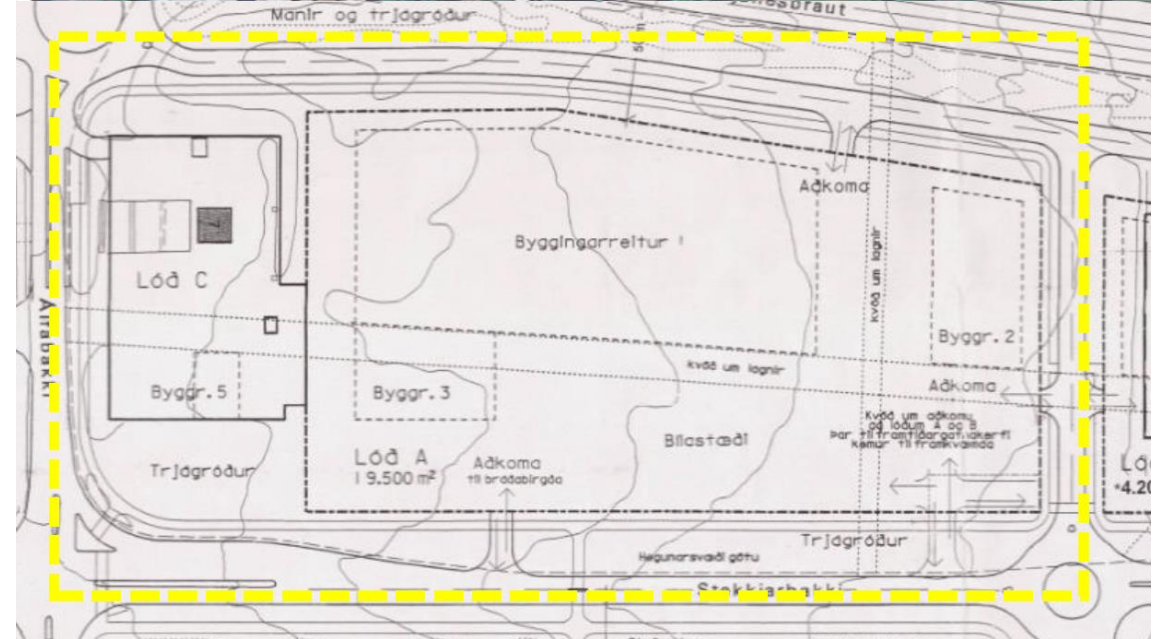 Manir og trjágróður
Aðkoma
Byggingarreitur 1
Lóð C
kvöð um lagnir
Álfabakki
Byggr. 2
kvöð um lagnir
Byggr. 5
Byggr. 3
Aðkoma
Kvöð um aðkomu
og lóðum A og B
Þar til framtíðargatnakerfi
kemur til framkvæmda
Bílastæði
Trjágróður
Lóð A
19.500 m²
Aðkoma
til bráðabirgða
Trjágróður
Helgunarsvæði götu
Stekkjarbakki